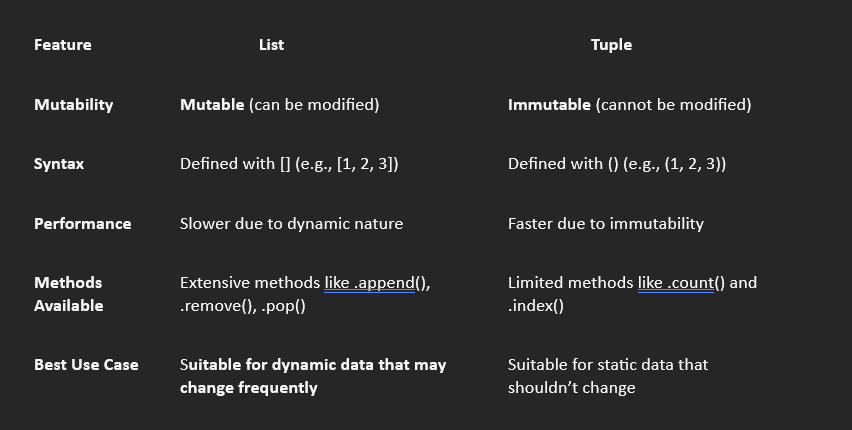 Feature List Tuple
Mutability Mutable (can be modified) Immutable (cannot be modified)
Syntax Defined with [] (e.g., [1, 2, 3]) Defined with () (e.g., (1, 2, 3))
Performance Slower due to dynamic nature Faster due to immutability
Methods Extensive methods like .append(), Limited methods like .count() and
Available .remove(), .pop() .index()
Best Use Case Suitable for dynamic data that may Suitable for static data that
change frequently shouldn’t change